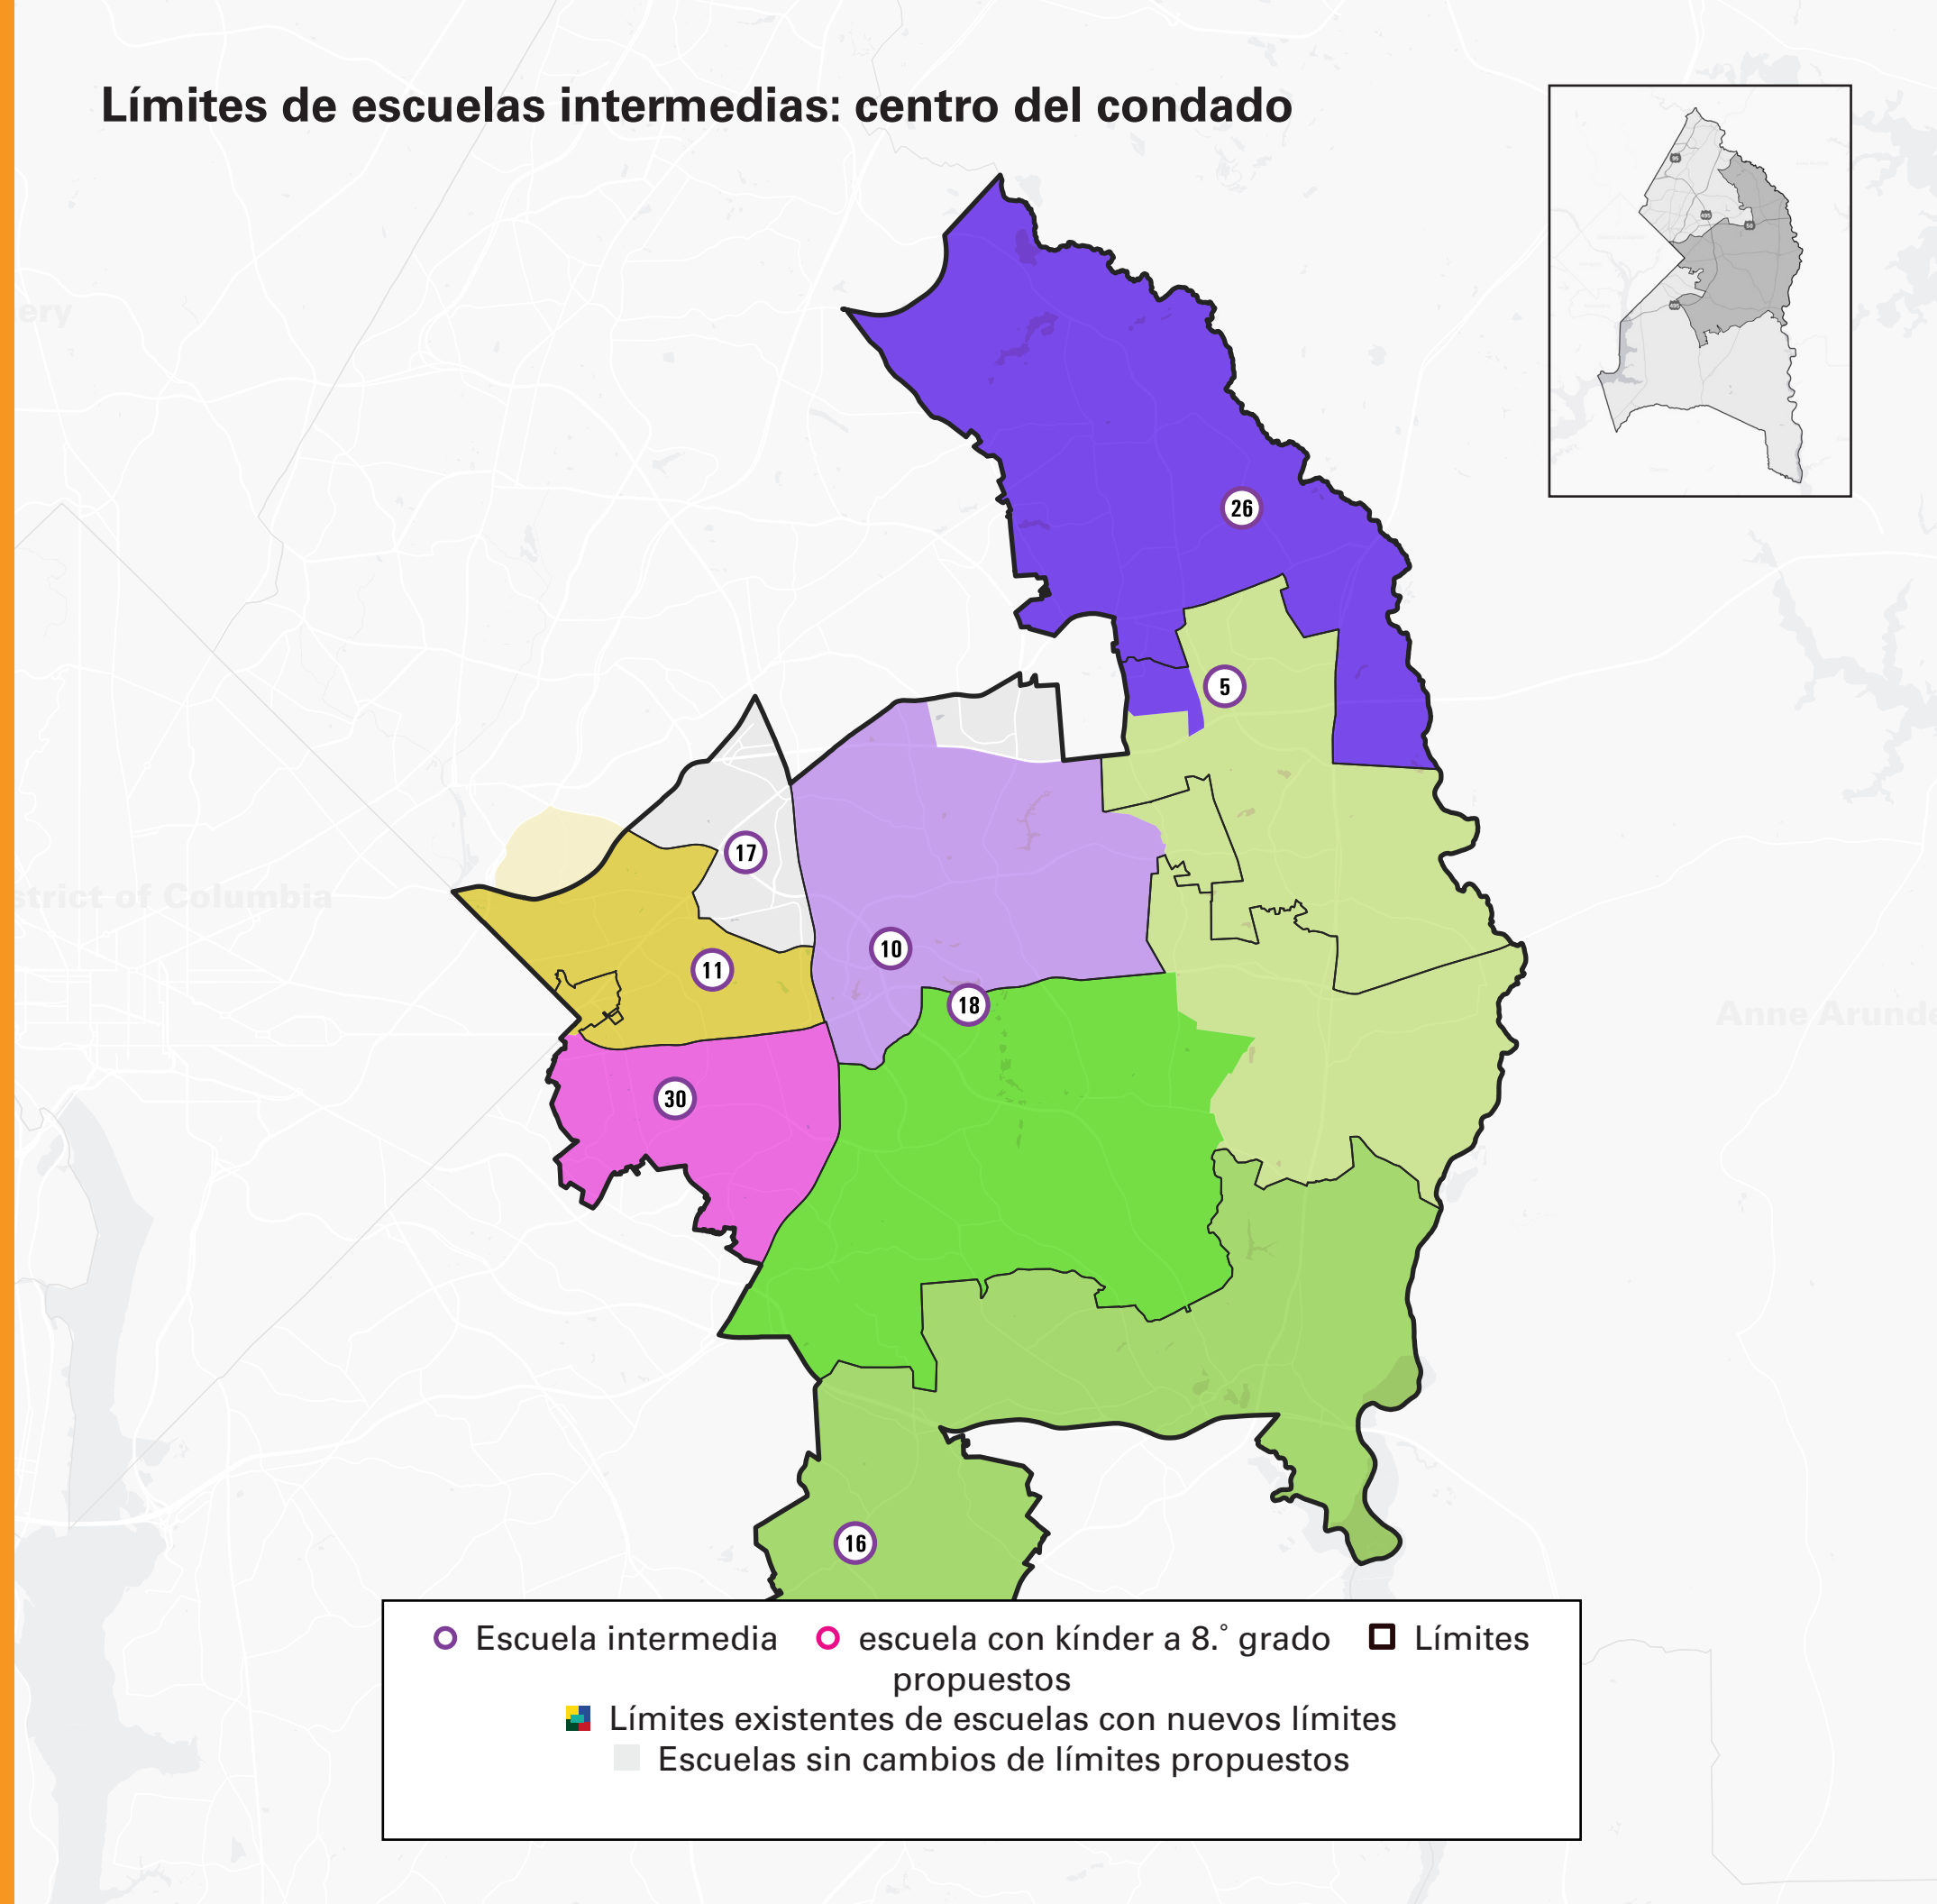 Límites de escuelas intermedias: centro del condado
ery
26
5
17
strict of Columbia
10
11
18
Anne Arunde
30
16
Escuela intermedia escuela con kínder a 8.° grado Límites
propuestos
Límites existentes de escuelas con nuevos límites
Escuelas sin cambios de límites propuestos